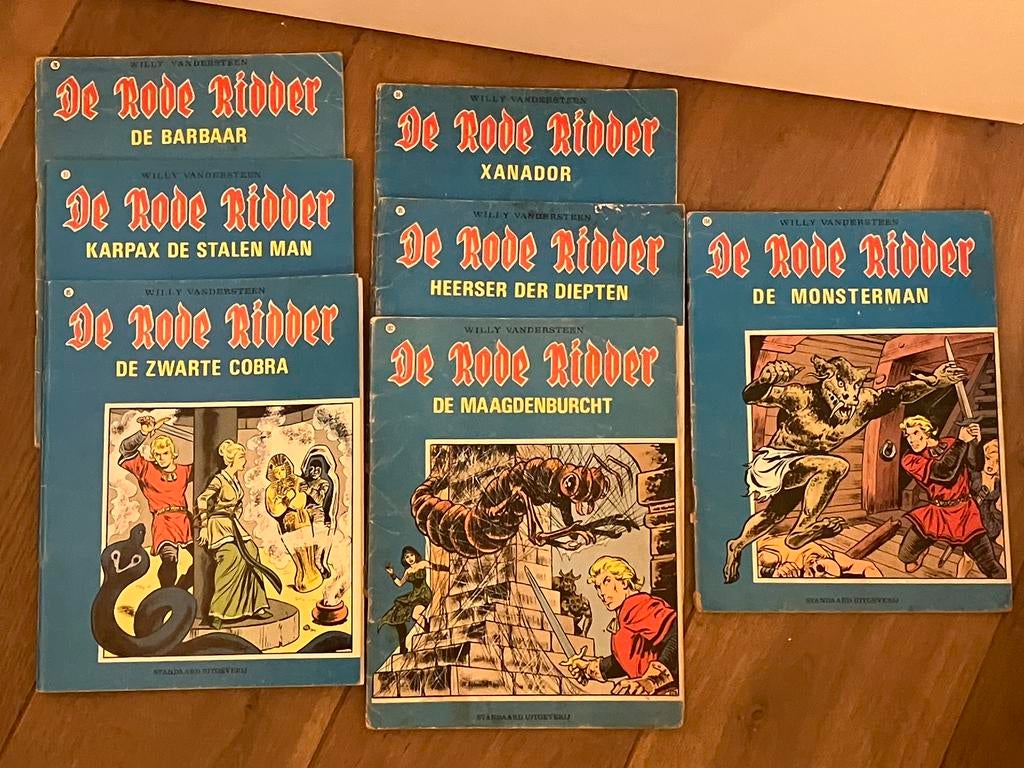 WILLY VANDERSTEEN
De Rode Ridder
DE BARBAAR
WILLY VANDERSTEEN
De Rode Ridder
KARPAX DE STALEN MAN
WILLY VANDERSTEEN
De Rode Ridder
DE ZWARTE COBRA
STANDAARD UITGEVERIJ
WILLY VANDERSTEEN
De Rode Ridder
XANADOR
WILLY VANDERSTEEN
De Rode Ridder
HEERSER DER DIEPTEN
WILLY VANDERSTEEN
De Rode Ridder
DE MAAGDENBURCHT
STANDAARD UITGEVERIJ
WILLY VANDERSTEEN
De Rode Ridder
DE MONSTERMAN
STANDAARD UITGEVERIJ